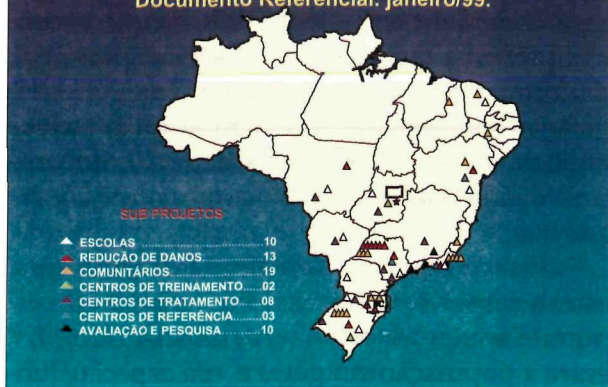 Documento Referencial: janeiro/99.
SUB-PROJETOS
ESCOLAS ....................10
REDUÇÃO DE DANOS................13
COMUNITÁRIOS......................19
CENTROS DE TREINAMENTO.....02
CENTROS DE TRATAMENTO.....08
CENTROS DE REFERÊNCIA........03
AVALIAÇÃO E PESQUISA...........10